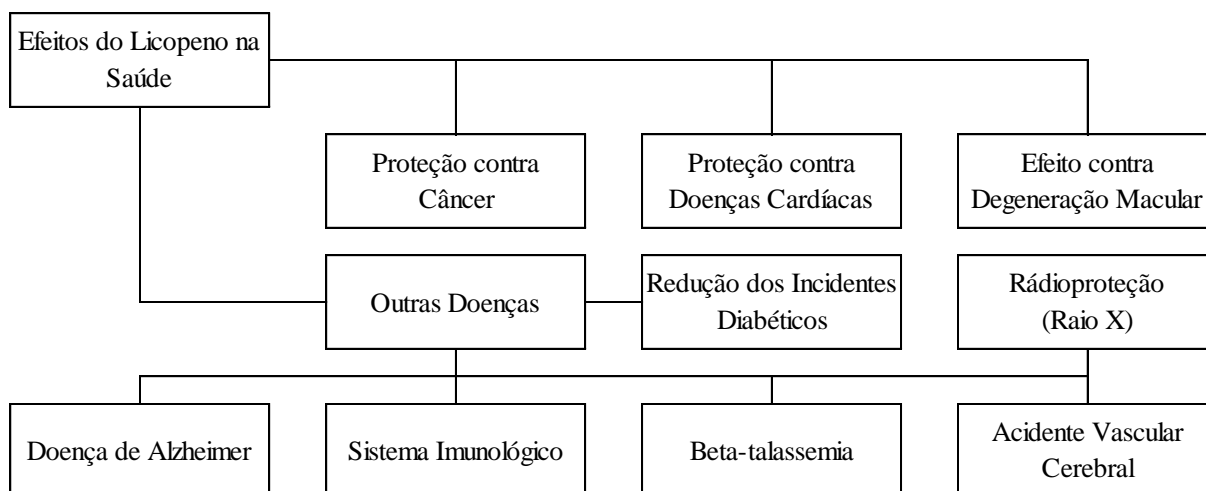 Efeitos do Licopeno na
Saúde
Proteção contra
Câncer
Proteção contra
Doenças Cardíacas
Efeito contra
Degeneração Macular
Outras Doenças
Redução dos Incidentes
Diabéticos
Rádioproteção
(Raio X)
Doença de Alzheimer
Sistema Imunológico
Beta-talassemia
Acidente Vascular
Cerebral